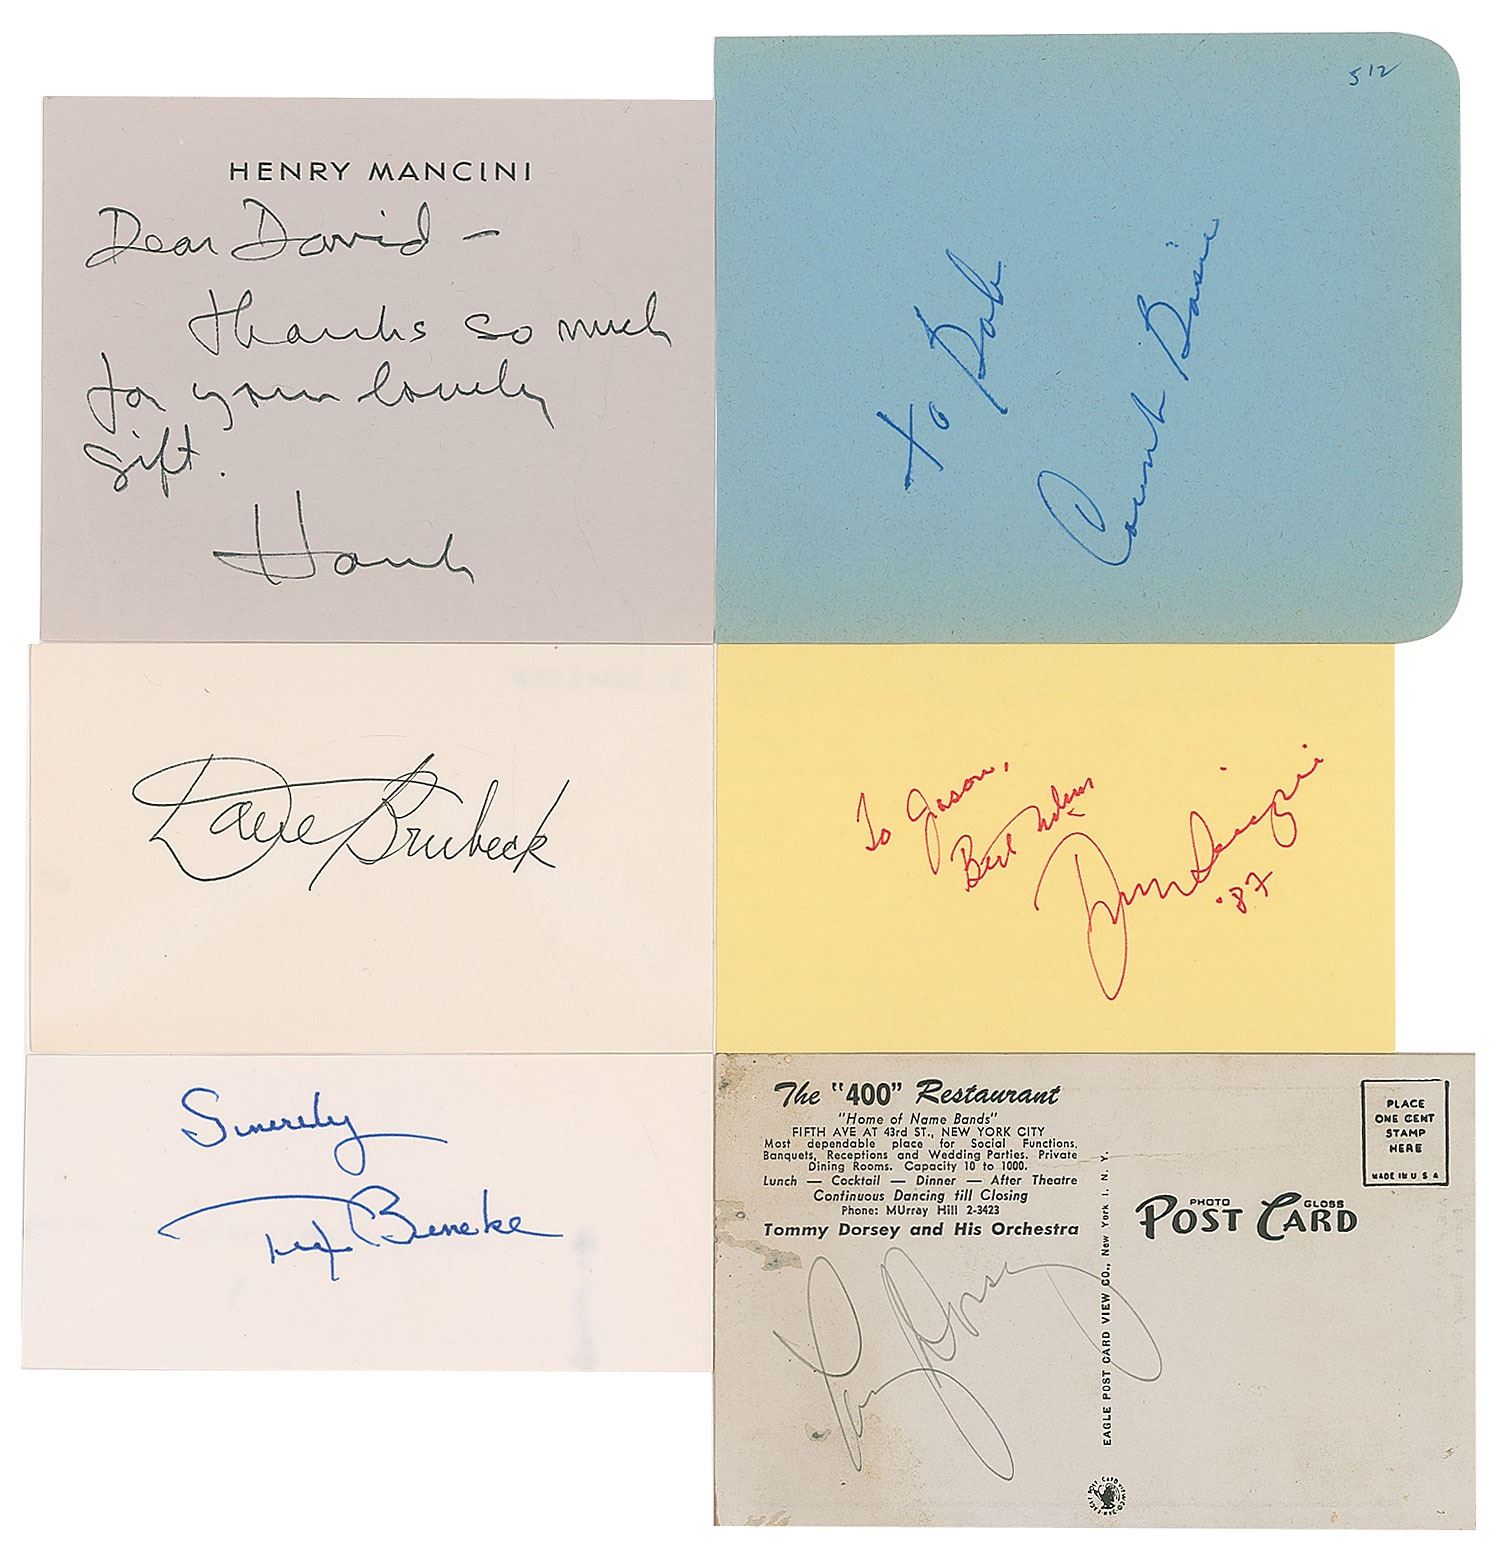 HENRY MANCINI
Dear David –
thanks so much
for your lovely
gift.
Hank
512
To Bob
Count Basie
Dave Brubeck
To Jason,
Best Wishes
'87
Sincerely
Tex Beneke
The "400" Restaurant
"Home of Name Bands"
FIFTH AVE AT 43rd ST., NEW YORK CITY
Most dependable place for Social Functions.
Banquets, Receptions and Wedding Parties. Private
Dining Rooms. Capacity 10 to 1000.
Lunch — Cocktail — Dinner — After Theatre
Continuous Dancing till Closing
Phone: MUrray Hill 2-3423
Tommy Dorsey and His Orchestra
Tommy Dorsey
EAGLE POST CARD VIEW CO., New York 1, N. Y.
PLACE
ONE CENT
STAMP
HERE
MADE IN U S A
PHOTO GLOSS
POST CARD